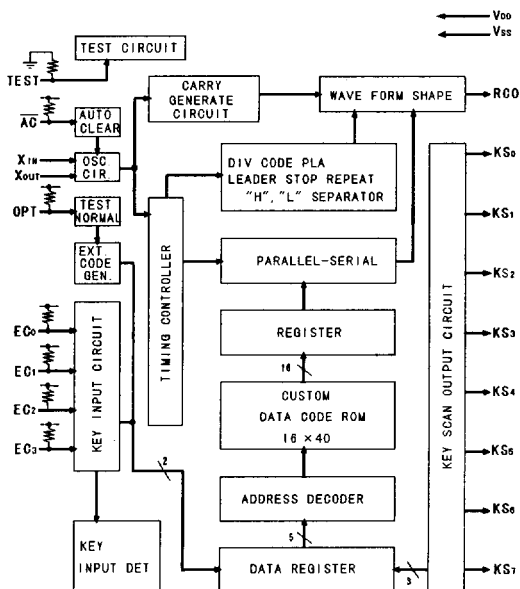 VDD
VSS
TEST CIRCUIT
TEST
CARRY
GENERATE
CIRCUIT
WAVE FORM SHAPE
RCO
AC
AUTO
CLEAR
XIN
XOUT
OSC
CIR.
DIV CODE PLA
LEADER STOP REPEAT
"H", "L" SEPARATOR
KS0
OPT
TEST
NORMAL
KS1
EXT.
CODE
GEN.
TIMING CONTROLLER
PARALLEL-SERIAL
KS2
EC0
EC1
EC2
EC3
KEY INPUT CIRCUIT
REGISTER
KEY SCAN OUTPUT CIRCUIT
KS3
16
CUSTOM
DATA CODE ROM
16 × 40
KS4
KS5
2
ADDRESS DECODER
KS6
5
KEY
INPUT DET
DATA REGISTER
3
KS7